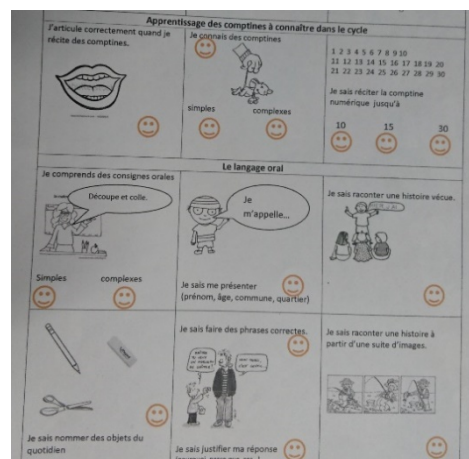 Apprentissage des comptines à connaître dans le cycle
J'articule correctement quand je
récite des comptines.
Je connais des comptines
simples
complexes
1 2 3 4 5 6 7 8 9 10
11 12 13 14 15 16 17 18 19 20
21 22 23 24 25 26 27 28 29 30
Je sais réciter la comptine
numérique jusqu'à
10 15 30
Le langage oral
Je comprends des consignes orales
Découpe et colle.
Simples
complexes
Je
m'appelle...
Je sais me présenter
(prénom, âge, commune, quartier)
Je sais raconter une histoire vécue.
Je sais nommer des objets du
quotidien
Je sais faire des phrases correctes.
Je sais justifier ma réponse
Je sais raconter une histoire à
partir d'une suite d'images.